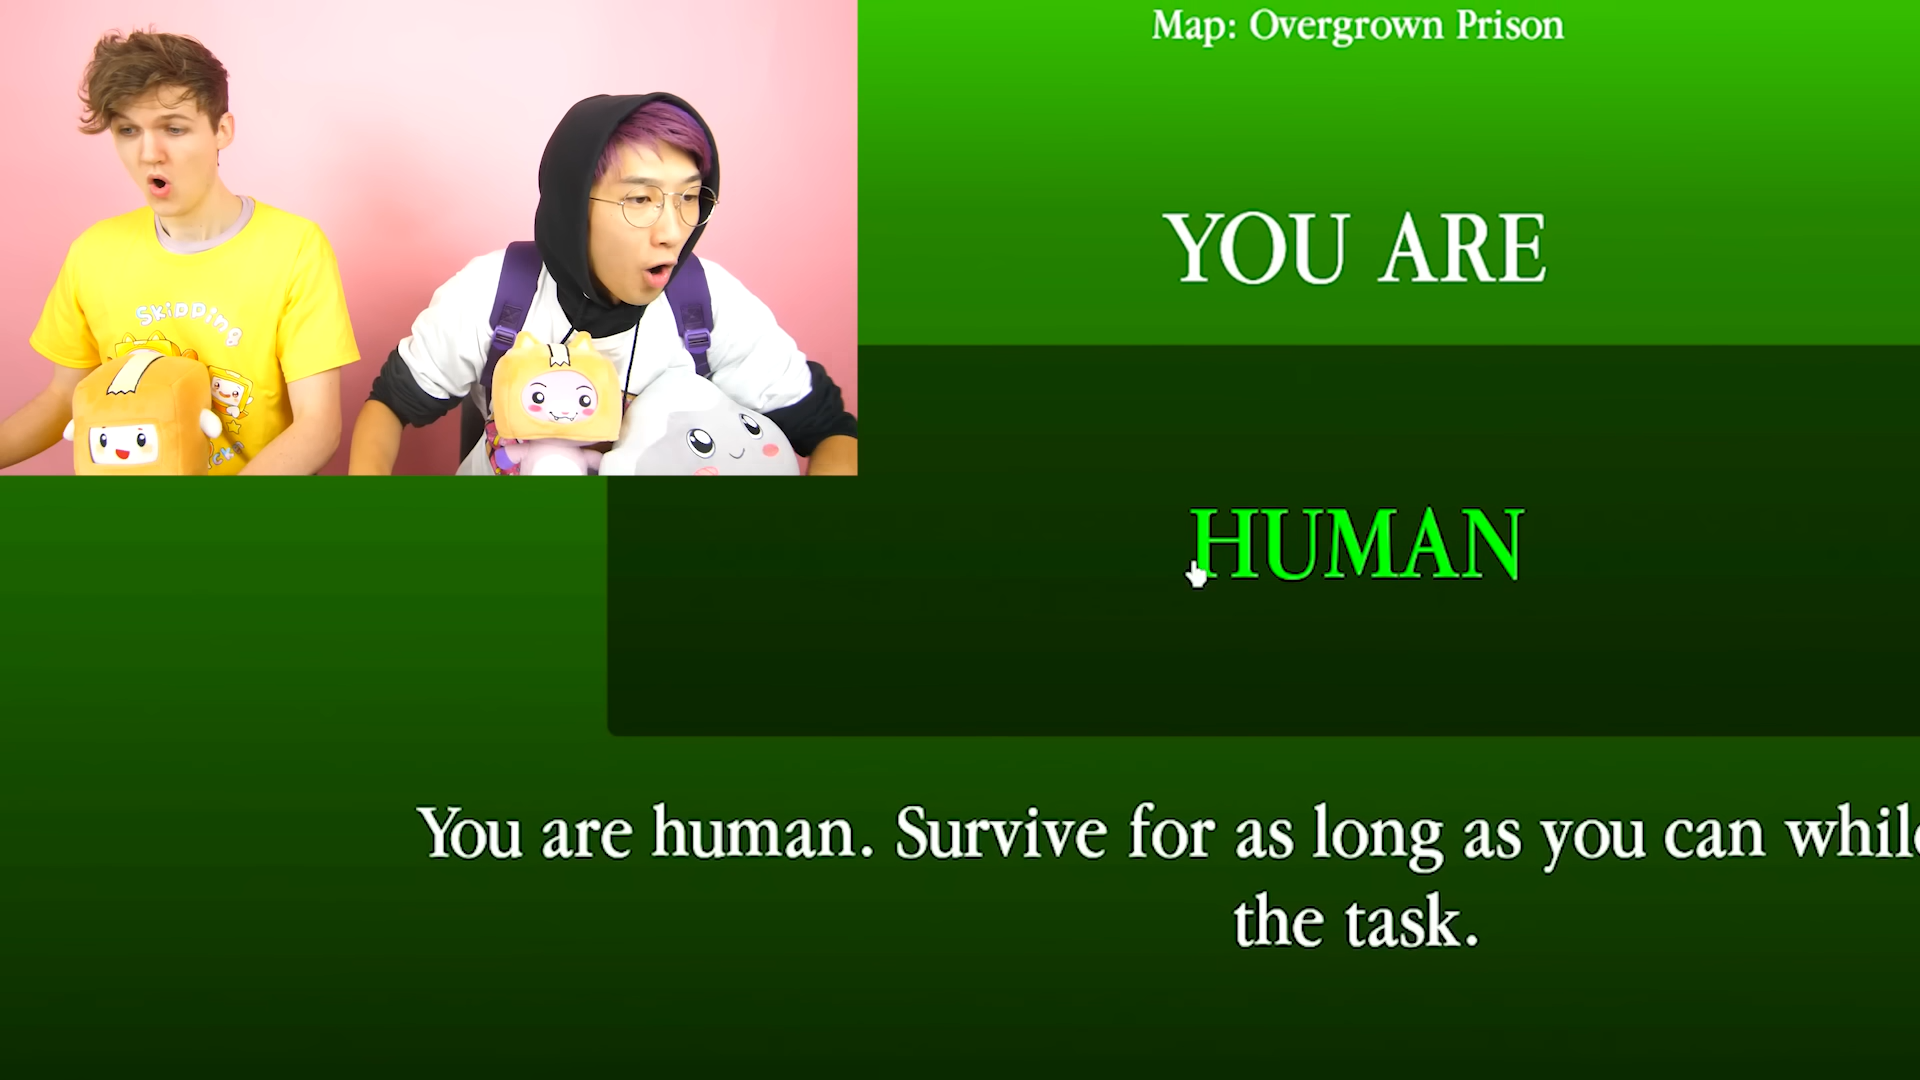 Map: Overgrown Prison
YOU ARE
Skipping
HUMAN
You are human. Survive for as long as you can while
the task.